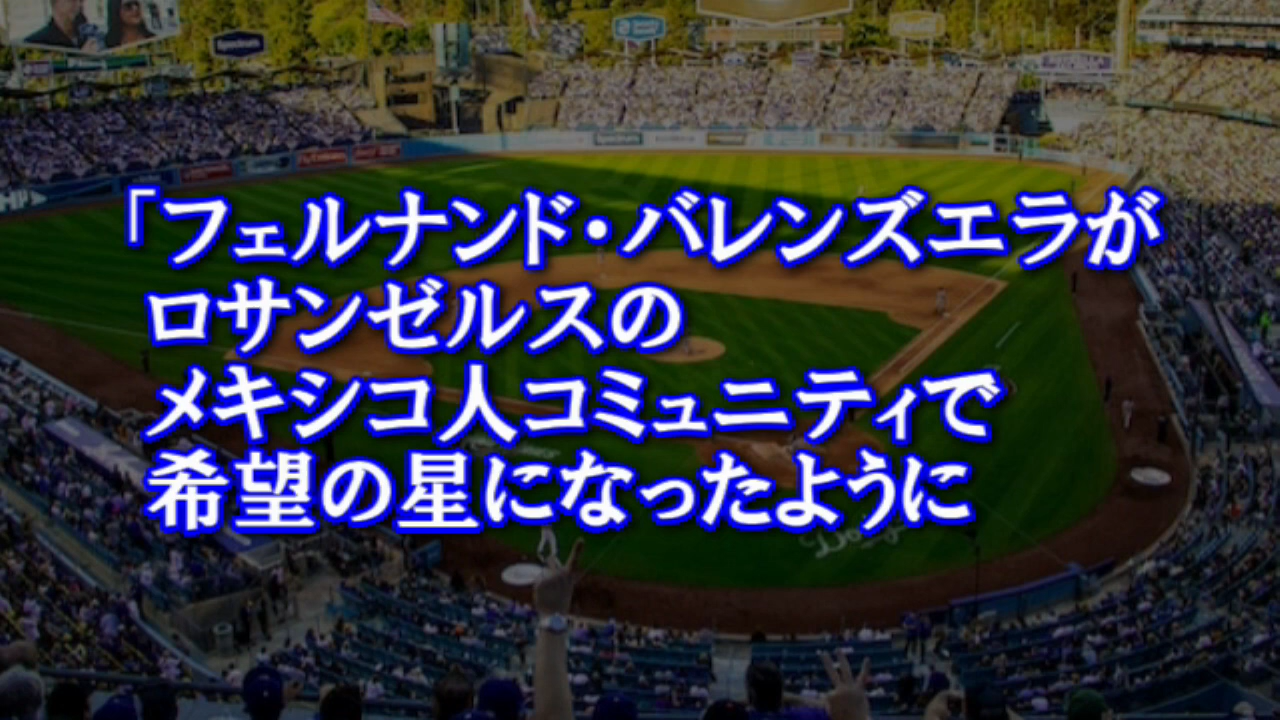 Spectrum
「フェルナンド・バレンズエラが
ロサンゼルスの
メキシコ人コミュニティで
希望の星になったように